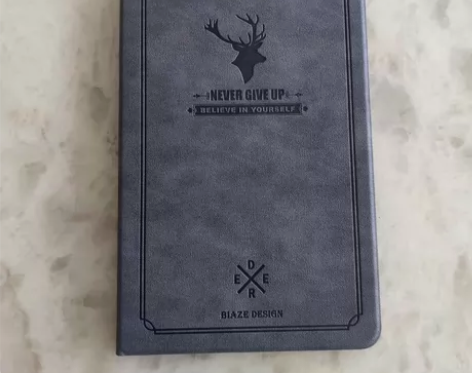 NEVER GIVE UP
BELIEVE IN YOURSELF
D
E E
R
BIAZE DESIGN